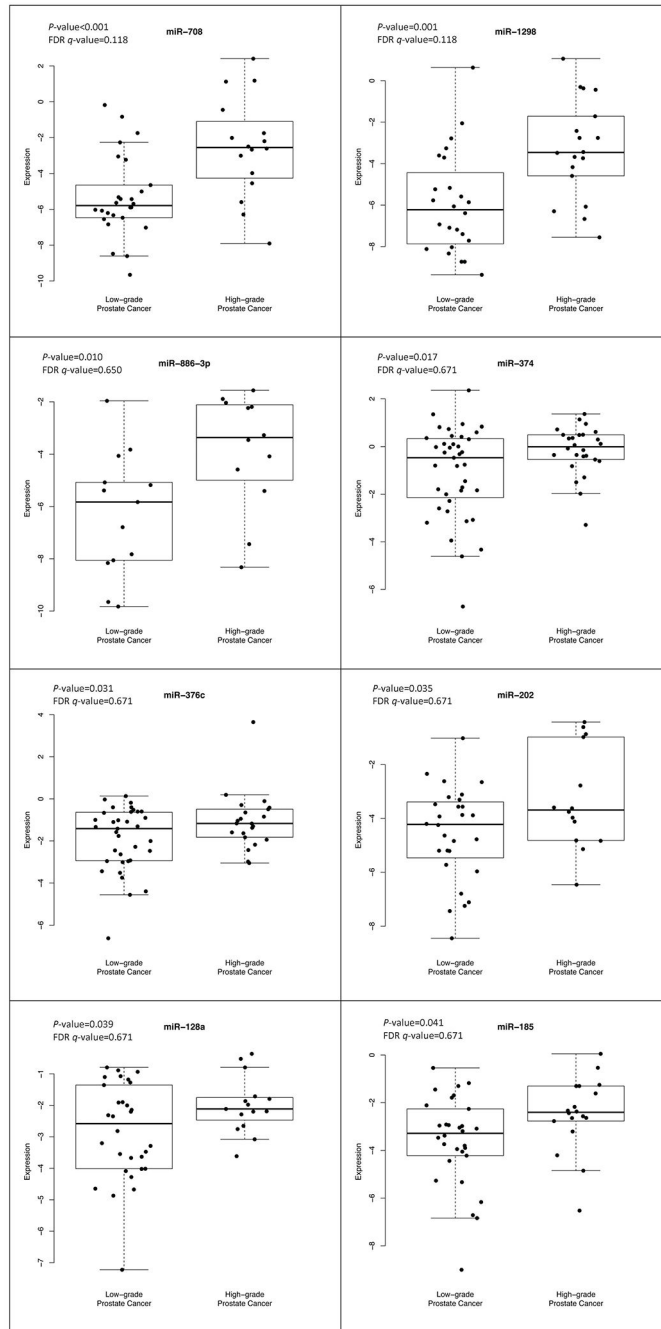 P-value<0.001
FDR q-value=0.118
miR−708
Expression
2
0
−2
−4
−6
−8
−10
Low−grade
Prostate Cancer
High−grade
Prostate Cancer
P-value=0.001
FDR q-value=0.118
miR−1298
Expression
0
−2
−4
−6
−8
Low−grade
Prostate Cancer
High−grade
Prostate Cancer
P-value=0.010
FDR q-value=0.650
miR−886−3p
Expression
−2
−4
−6
−8
−10
Low−grade
Prostate Cancer
High−grade
Prostate Cancer
P-value=0.017
FDR q-value=0.671
miR−374
Expression
2
0
−2
−4
−6
Low−grade
Prostate Cancer
High−grade
Prostate Cancer
P-value=0.031
FDR q-value=0.671
miR−376c
Expression
4
2
0
−2
−4
−6
Low−grade
Prostate Cancer
High−grade
Prostate Cancer
P-value=0.035
FDR q-value=0.671
miR−202
Expression
−2
−4
−6
−8
Low−grade
Prostate Cancer
High−grade
Prostate Cancer
P-value=0.039
FDR q-value=0.671
miR−128a
Expression
−1
−2
−3
−4
−5
−6
−7
Low−grade
Prostate Cancer
High−grade
Prostate Cancer
P-value=0.041
FDR q-value=0.671
miR−185
Expression
0
−2
−4
−6
−8
Low−grade
Prostate Cancer
High−grade
Prostate Cancer